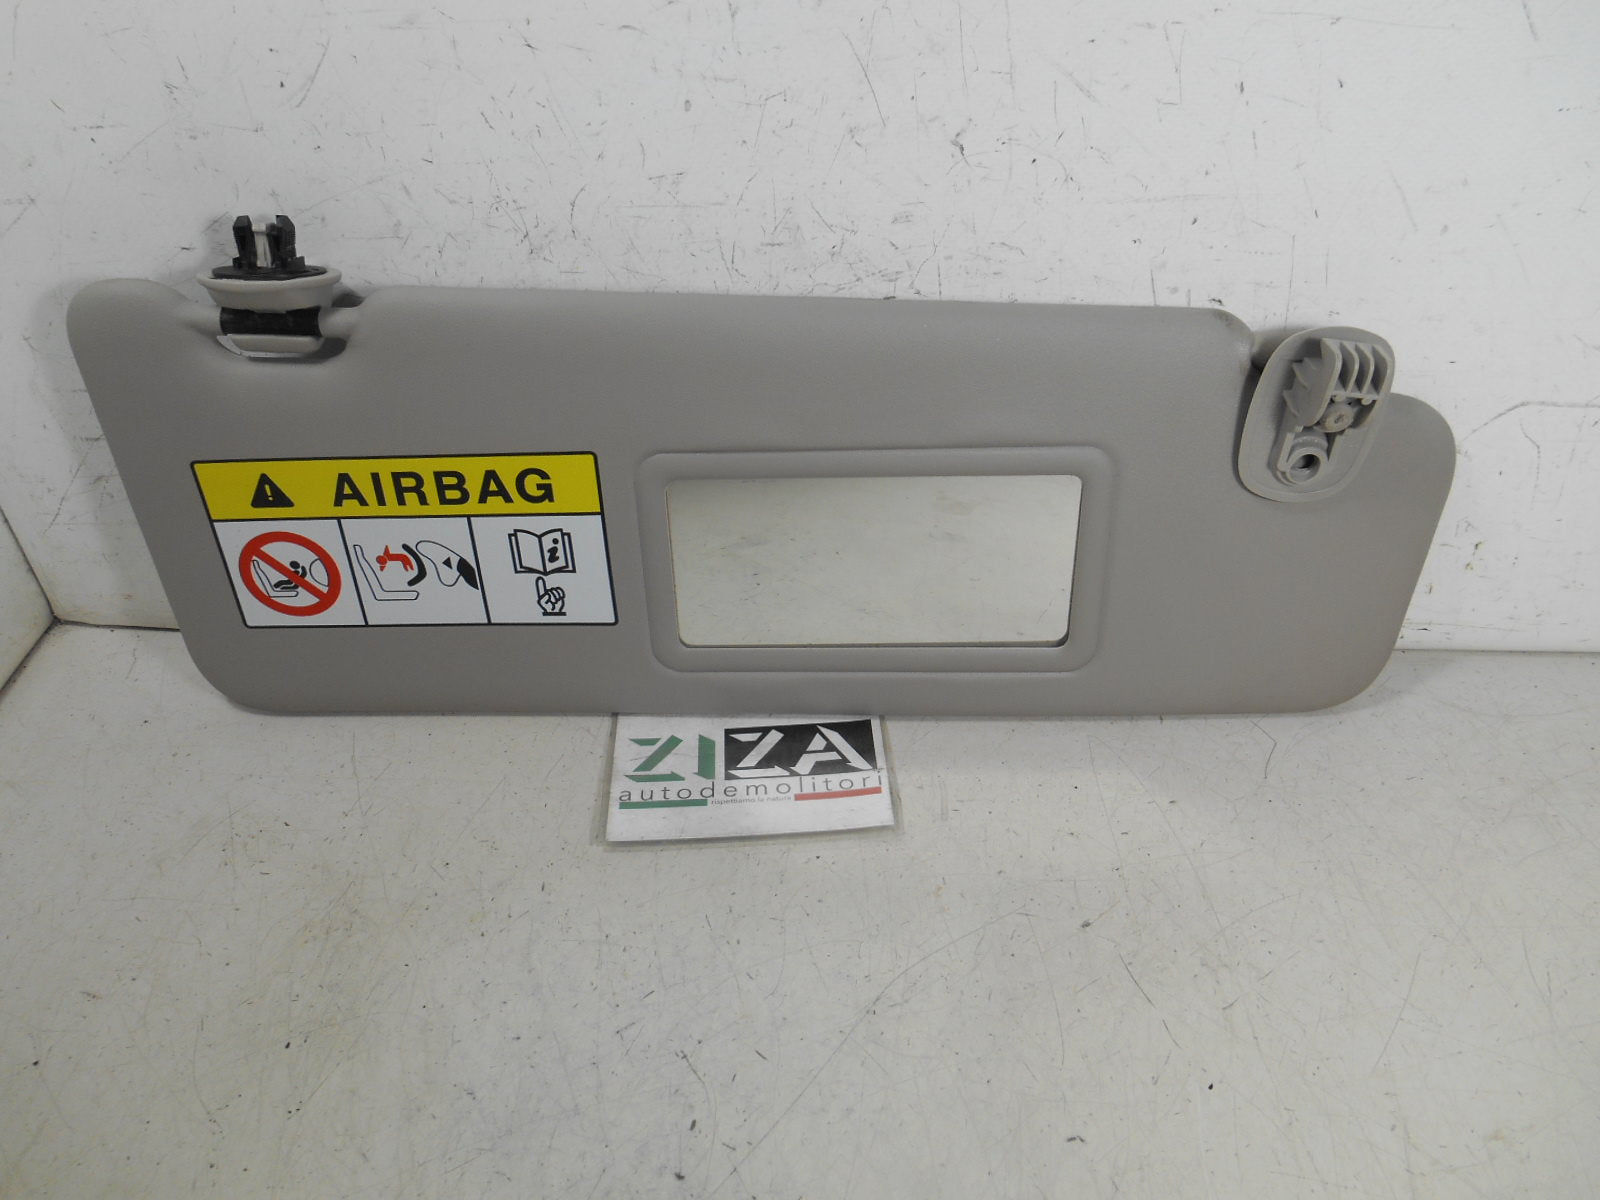 AIRBAG
ZIZA
autodemolitori
rispettiamo la natura